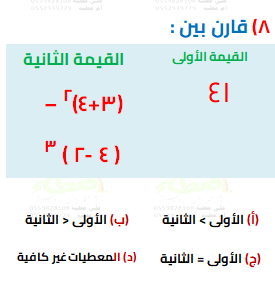 ٨) قارن بين :
القيمة الأولى
القيمة الثانية
٤١
(٣+٤)٢ –
( ٤ -٢ ) ٣
(أ) الأولى > الثانية
(ب) الأولى < الثانية
(ج) الأولى = الثانية
(د) المعطيات غير كافية